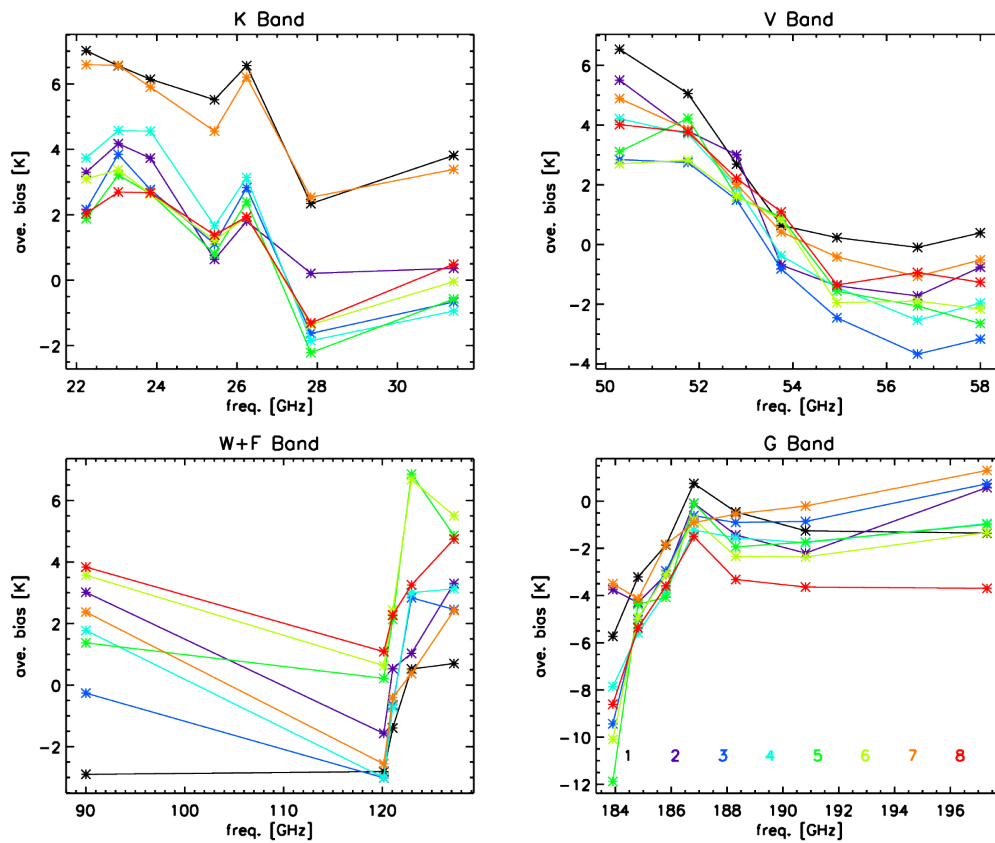 K Band
6
4
2
0
−2
ave. bias [K]
22 24 26 28 30
freq. [GHz]
V Band
6
4
2
0
−2
−4
ave. bias [K]
50 52 54 56 58
freq. [GHz]
W+F Band
6
4
2
0
−2
ave. bias [K]
90 100 110 120
freq. [GHz]
G Band
0
−2
−4
−6
−8
−10
−12
ave. bias [K]
1 2 3 4 5 6 7 8
184 186 188 190 192 194 196
freq. [GHz]